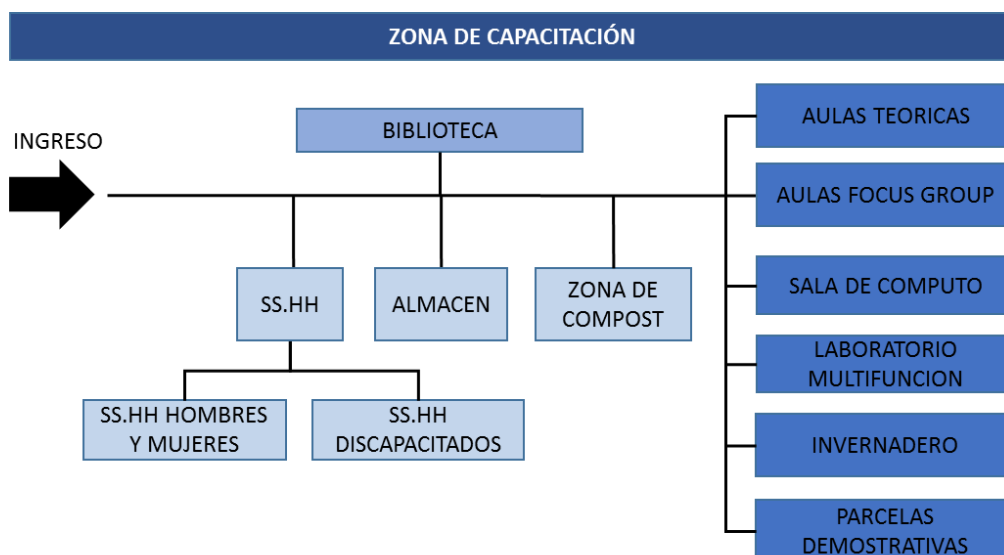 ZONA DE CAPACITACIÓN
INGRESO
BIBLIOTECA
SS.HH
ALMACEN
ZONA DE
COMPOST
SS.HH HOMBRES
Y MUJERES
SS.HH
DISCAPACITADOS
AULAS TEORICAS
AULAS FOCUS GROUP
SALA DE COMPUTO
LABORATORIO
MULTIFUNCION
INVERNADERO
PARCELAS
DEMOSTRATIVAS